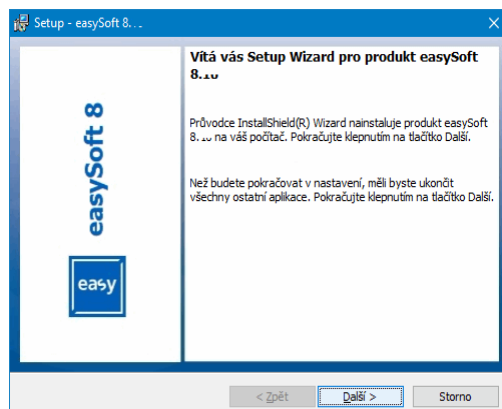 Setup - easySoft 8...
Vítá vás Setup Wizard pro produkt easySoft
Průvodce InstallShield(R) Wizard nainstaluje produkt easySoft
na váš počítač. Pokračujte klepnutím na tlačítko Další.
Než budete pokračovat v nastavení, měli byste ukončit
všechny ostatní aplikace. Pokračujte klepnutím na tlačítko Další.
easySoft 8
easy
< Zpět
Další >
Storno